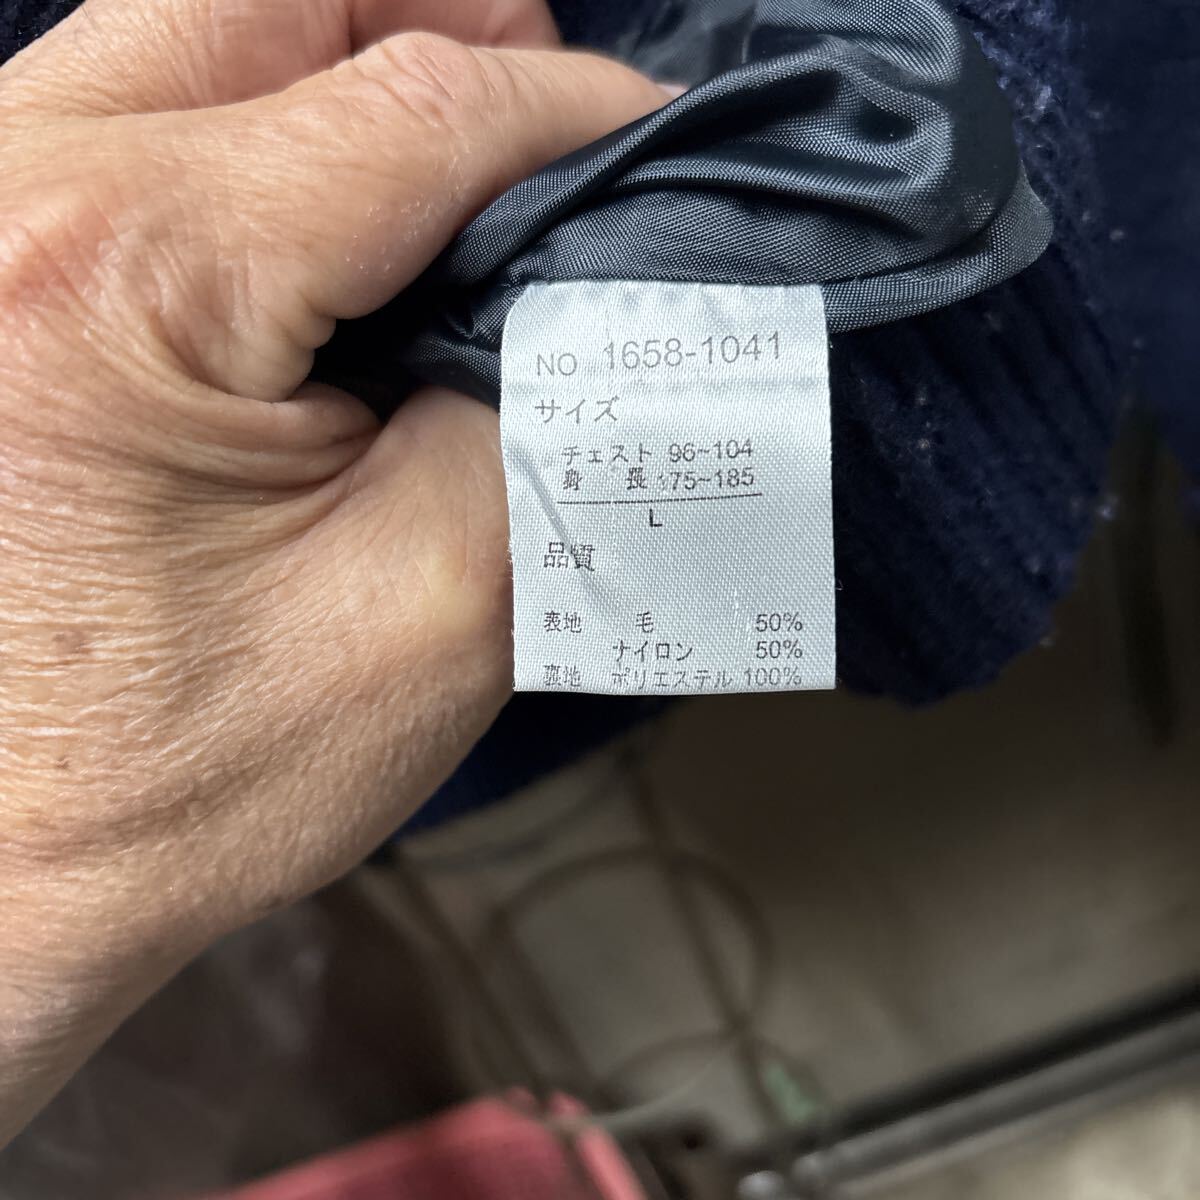 NO 1658-1041
サイズ
チェスト 96~104
身 長 175~185
L
品質
表地 毛 50%
ナイロン 50%
裏地 ポリエステル 100%